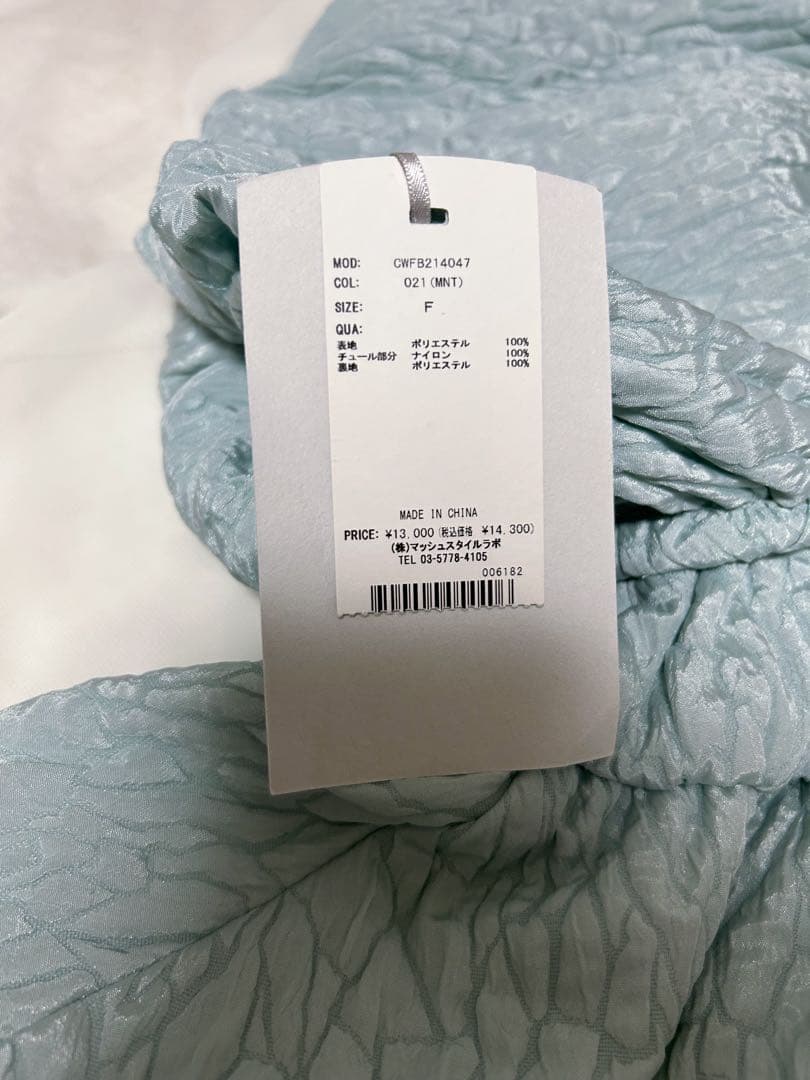 MOD: CWFB214047
COL: 021(MNT)
SIZE: F
QUA:
表地 ポリエステル 100%
チュール部分 ナイロン 100%
裏地 ポリエステル 100%
MADE IN CHINA
PRICE: ¥13,000(税込価格 ¥14,300)
(株)マッシュスタイルラボ
TEL 03-5778-4105
006182